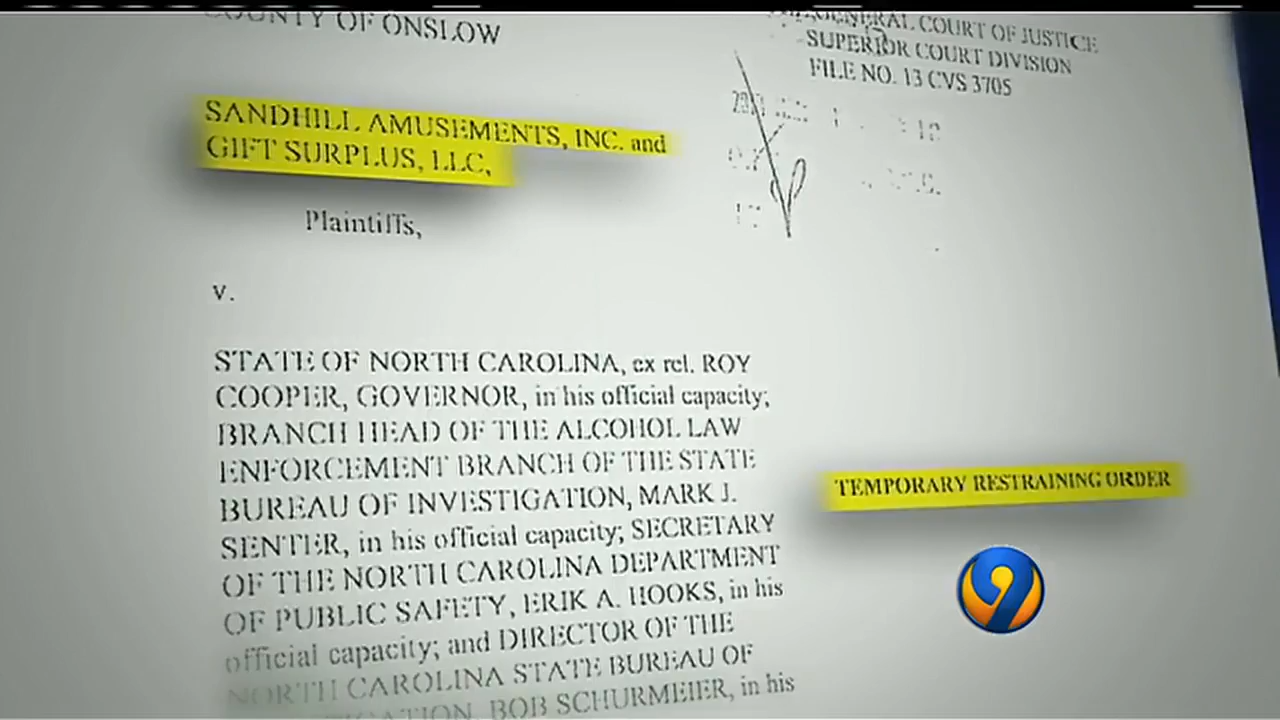 COUNTY OF ONSLOW
GENERAL COURT OF JUSTICE
SUPERIOR COURT DIVISION
FILE NO. 13 CVS 3705
SANDHILL AMUSEMENTS, INC. and
GIFT SURPLUS, LLC,
Plaintiffs,
v.
STATE OF NORTH CAROLINA, ex rel. ROY
COOPER, GOVERNOR, in his official capacity;
BRANCH HEAD OF THE ALCOHOL LAW
ENFORCEMENT BRANCH OF THE STATE
BUREAU OF INVESTIGATION, MARK J.
SENTER, in his official capacity; SECRETARY
OF THE NORTH CAROLINA DEPARTMENT
OF PUBLIC SAFETY, ERIK A. HOOKS, in his
official capacity; and DIRECTOR OF THE
NORTH CAROLINA STATE BUREAU OF
BOB SCHURMEIER, in his
TEMPORARY RESTRAINING ORDER
9